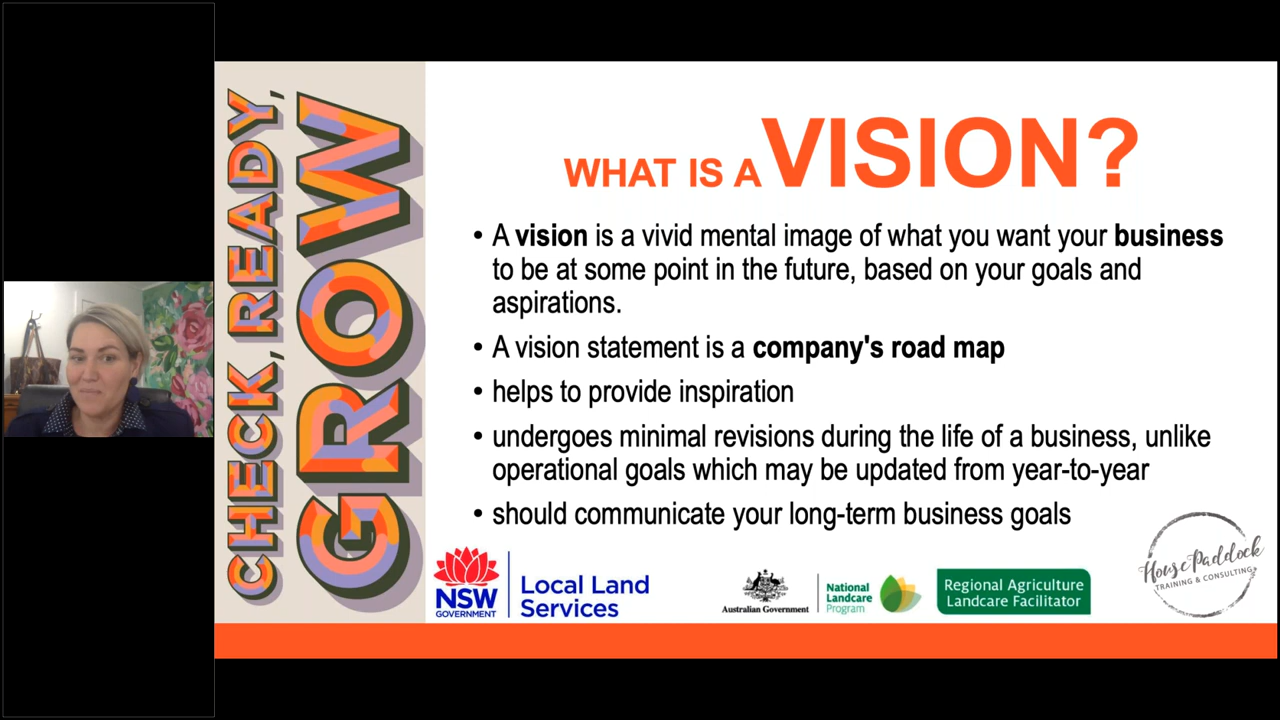 CHECK, READY,
GROW
WHAT IS A VISION?
• A vision is a vivid mental image of what you want your business
to be at some point in the future, based on your goals and
aspirations.
• A vision statement is a company's road map
• helps to provide inspiration
• undergoes minimal revisions during the life of a business, unlike
operational goals which may be updated from year-to-year
• should communicate your long-term business goals
NSW
GOVERNMENT
Local Land
Services
Australian Government
National
Landcare
Program
Regional Agriculture
Landcare Facilitator
House Paddock
TRAINING & CONSULTING